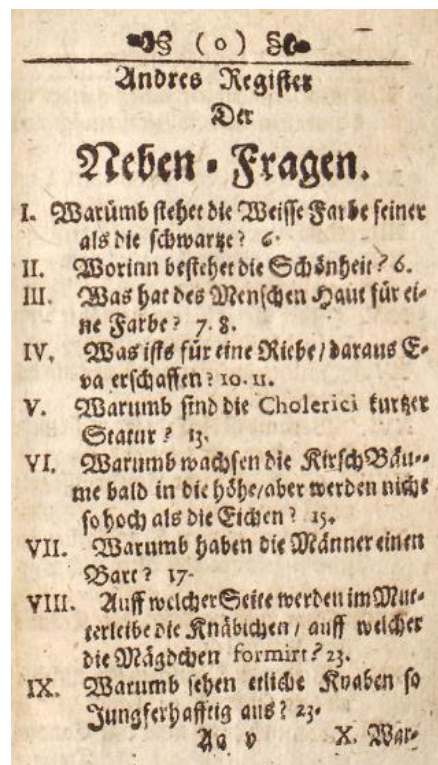 ( o )
Andres Register
Der
Neben-Fragen.
I. Warümb stehet die Weisse Farbe feiner
als die schwartze? 6.
II. Worinn bestehet die Schönheit? 6.
III. Was hat des Menschen Haut für ei-
ne Farbe? 7. 8.
IV. Was ists für eine Riebe / daraus E-
va erschaffen? 10. 11.
V. Warumb sind die Cholerici kurtzer
Statur? 13.
VI. Warumb wachsen die KirschBäu-
me bald in die höhe/aber werden nicht
so hoch als die Eichen? 15.
VII. Warumb haben die Männer einen
Bart? 17.
VIII. Auff welcher Seite werden im Mut-
terleibe die Knäbichen / auff welcher
die Mägdchen formirt? 23.
IX. Warumb sehen etliche Knaben so
Jungferhafftig aus? 23.
Aa v X. War-